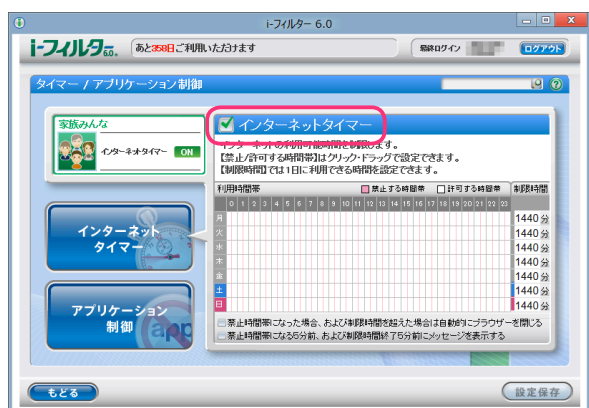 i-フィルター 6.0
i-フィルター6.0. あと358日ご利用いただけます 最終ログイン ログアウト
タイマー / アプリケーション制御
家族みんな
インターネットタイマー ON
インターネットタイマー
インターネットの利用可能時間を制限します。
【禁止/許可する時間帯】はクリック・ドラッグで設定できます。
【制限時間】では1日に利用できる時間を設定できます。
利用時間帯 禁止する時間帯 許可する時間帯 制限時間
0 1 2 3 4 5 6 7 8 9 10 11 12 13 14 15 16 17 18 19 20 21 22 23
月 1440 分
火 1440 分
水 1440 分
木 1440 分
金 1440 分
土 1440 分
日 1440 分
禁止時間帯になった場合、および制限時間を超えた場合は自動的にブラウザーを閉じる
禁止時間帯になる5分前、および制限時間終了5分前にメッセージを表示する
インターネット
タイマー
アプリケーション
制御
app
もどる 設定保存